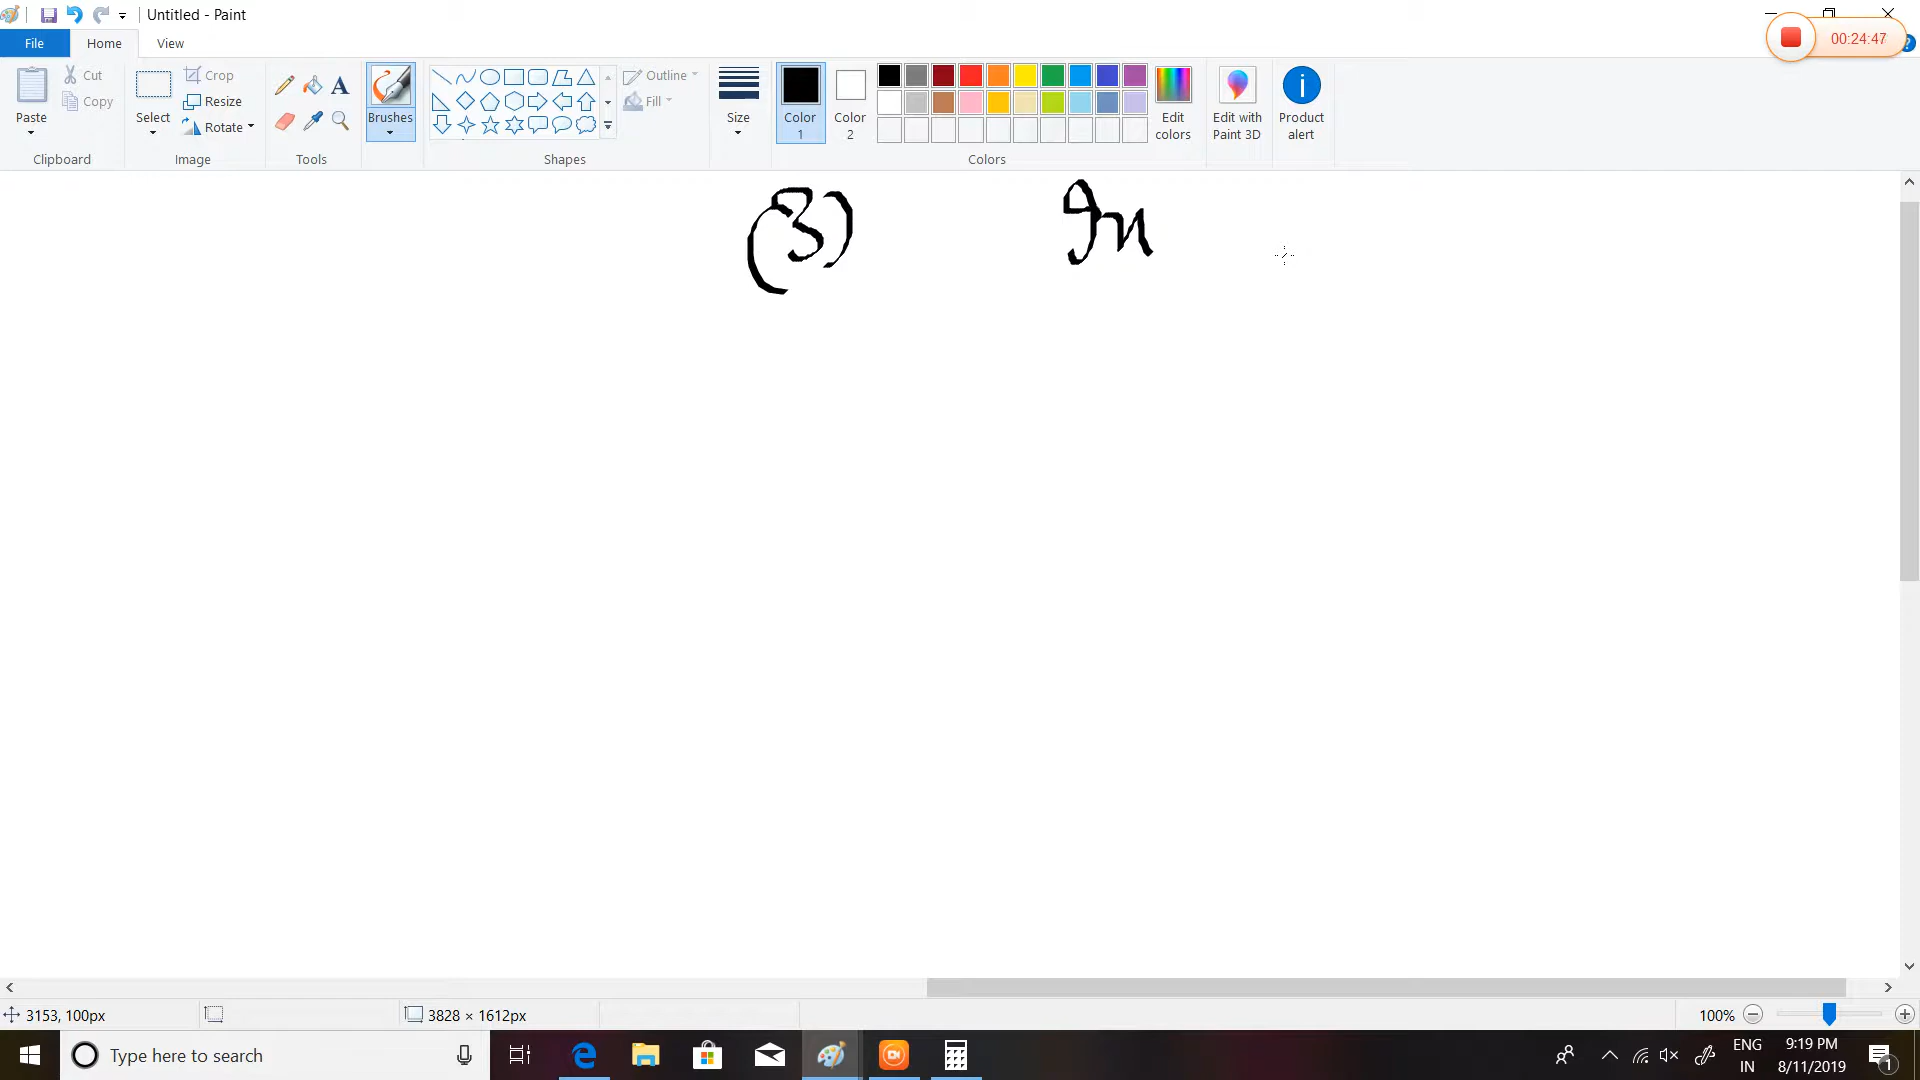 Untitled - Paint
00:24:47
File Home View
Paste
Cut
Copy
Clipboard
Select
Crop
Resize
Rotate
Image
A
Tools
Brushes
Outline
Fill
Shapes
Size
Color 1
Color 2
Edit colors
Colors
Edit with Paint 3D
Product alert
(3) In
3153, 100px
3828 × 1612px
100%
Type here to search
ENG
IN
9:19 PM
8/11/2019
1